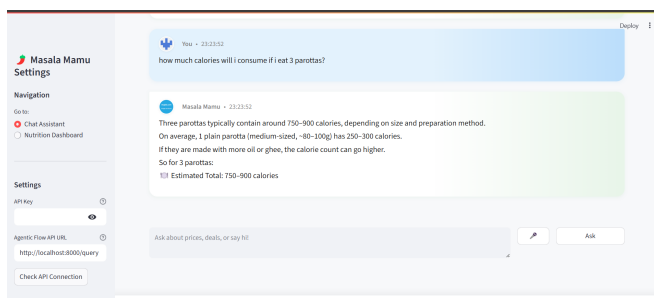 Deploy
🌶️ Masala Mamu
Settings
Navigation
Go to:
Chat Assistant
Nutrition Dashboard
Settings
API Key
Agentic Flow API URL
http://localhost:8000/query
Check API Connection
You • 23:23:52
how much calories will i consume if i eat 3 parottas?
Masala Mamu • 23:23:52
Three parottas typically contain around 750–900 calories, depending on size and preparation method.
On average, 1 plain parotta (medium-sized, ~80–100g) has 250–300 calories.
If they are made with more oil or ghee, the calorie count can go higher.
So for 3 parottas:
🍽️ Estimated Total: 750–900 calories
Ask about prices, deals, or say hi!
Ask